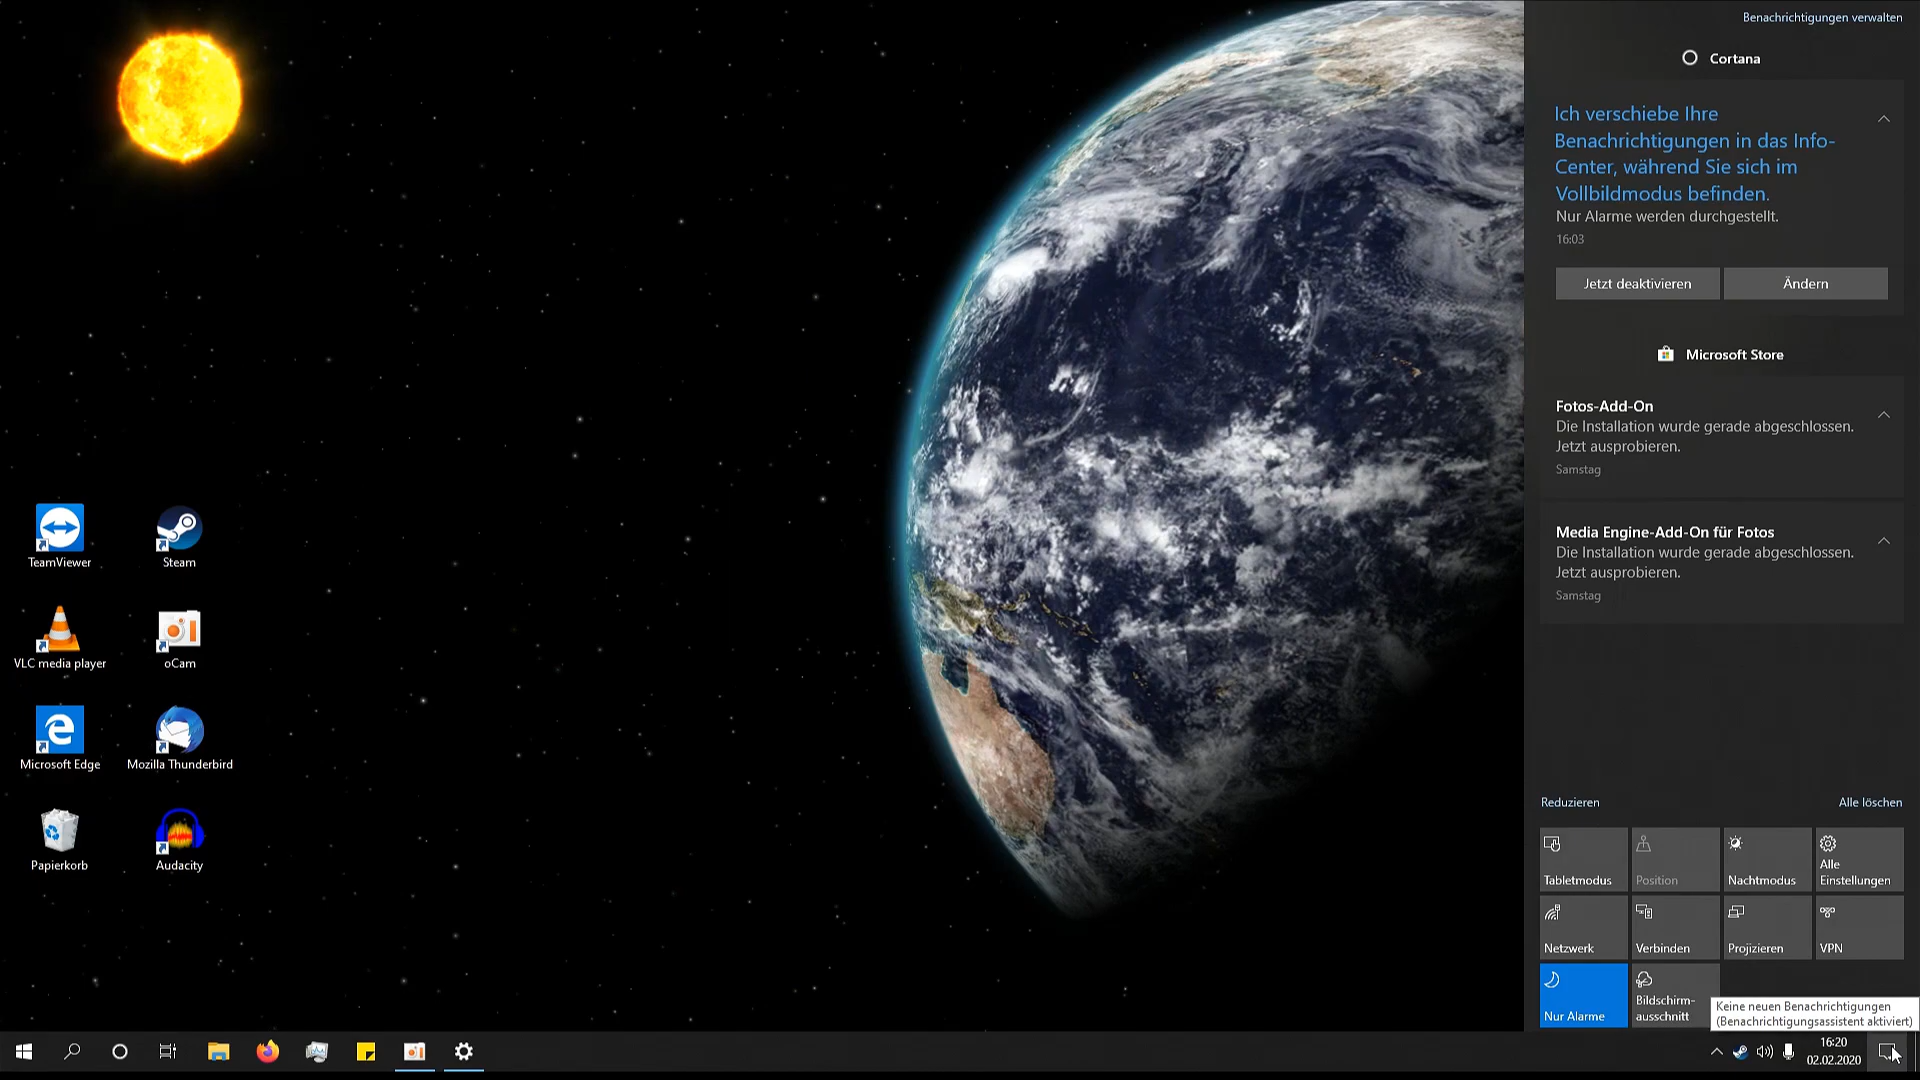 Benachrichtigungen verwalten
Cortana
Ich verschiebe Ihre
Benachrichtigungen in das Info-
Center, während Sie sich im
Vollbildmodus befinden.
Nur Alarme werden durchgestellt.
16:03
Jetzt deaktivieren
Ändern
Microsoft Store
Fotos-Add-On
Die Installation wurde gerade abgeschlossen.
Jetzt ausprobieren.
Samstag
Media Engine-Add-On für Fotos
Die Installation wurde gerade abgeschlossen.
Jetzt ausprobieren.
Samstag
TeamViewer
Steam
VLC media player
oCam
Microsoft Edge
Mozilla Thunderbird
Papierkorb
Audacity
Reduzieren
Alle löschen
Tabletmodus
Position
Nachtmodus
Alle
Einstellungen
Netzwerk
Verbinden
Projizieren
VPN
Nur Alarme
Bildschirm-
ausschnitt
Keine neuen Benachrichtigungen
(Benachrichtigungsassistent aktiviert)
16:20
02.02.2020